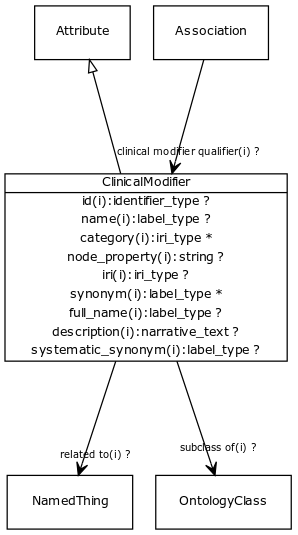 Attribute
Association
clinical modifier qualifier(i) ?
ClinicalModifier
id(i):identifier_type ?
name(i):label_type ?
category(i):iri_type *
node_property(i):string ?
iri(i):iri_type ?
synonym(i):label_type *
full_name(i):label_type ?
description(i):narrative_text ?
systematic_synonym(i):label_type ?
related to(i) ?
subclass of(i) ?
NamedThing
OntologyClass